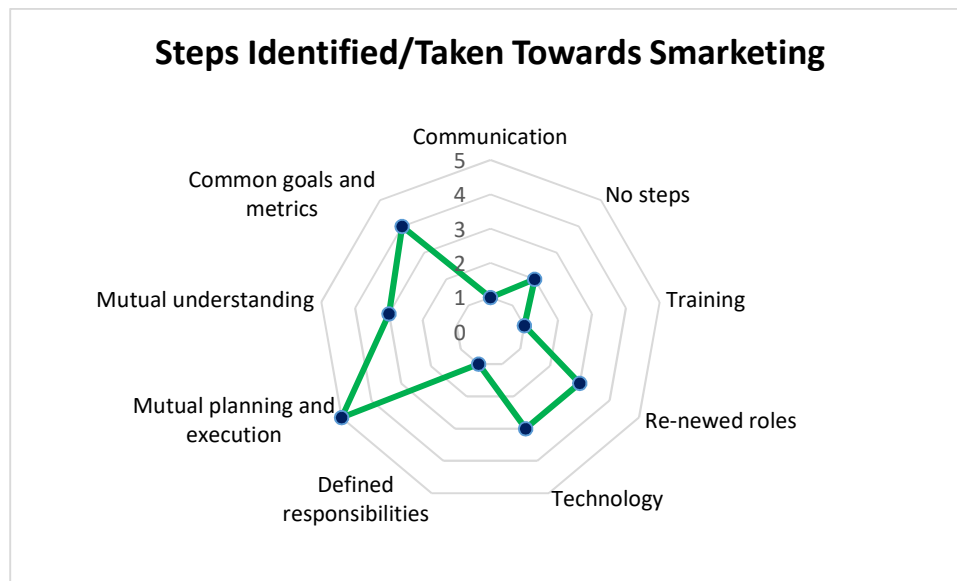 Steps Identified/Taken Towards Smarketing
Communication
No steps
Training
Re-newed roles
Technology
Defined
responsibilities
Mutual planning and
execution
Mutual understanding
Common goals and
metrics
5
4
3
2
1
0